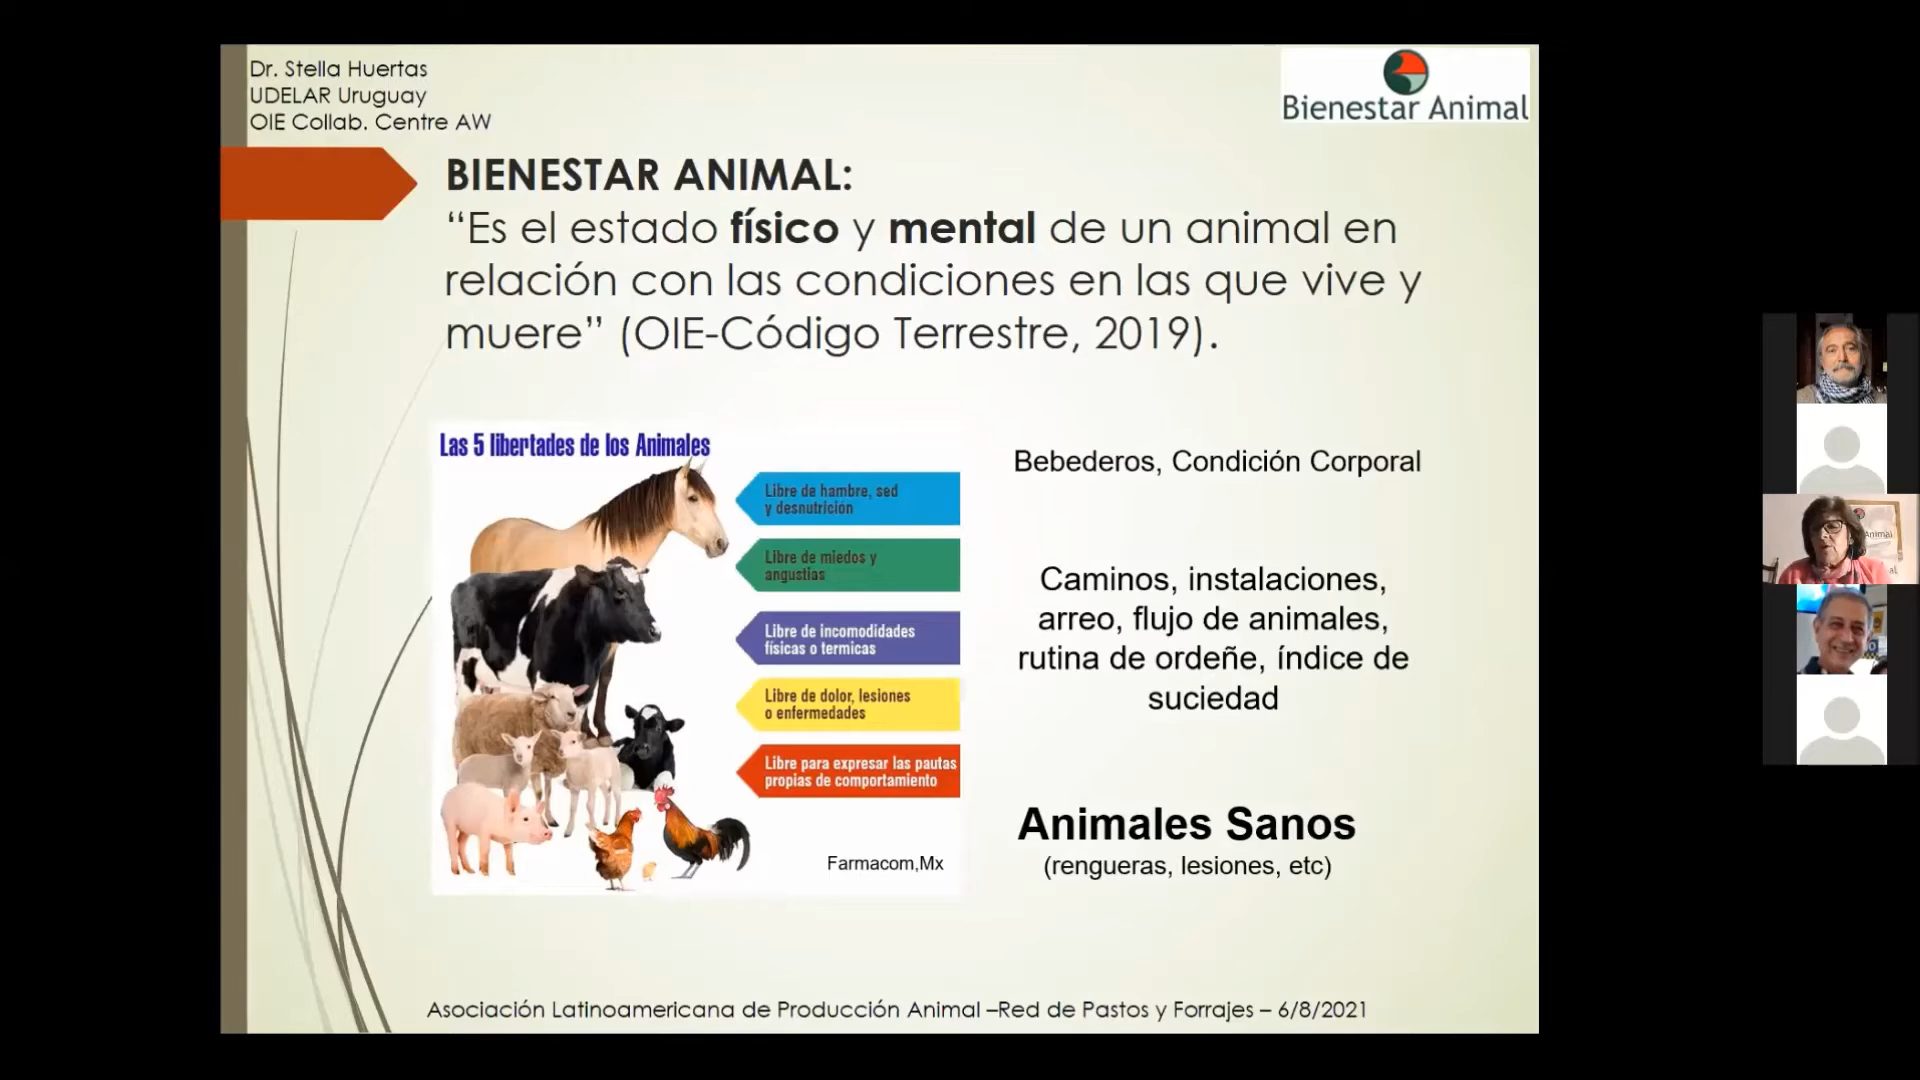 Dr. Stella Huertas
UDELAR Uruguay
OIE Collab. Centre AW
Bienestar Animal
BIENESTAR ANIMAL:
“Es el estado físico y mental de un animal en
relación con las condiciones en las que vive y
muere” (OIE-Código Terrestre, 2019).
Las 5 libertades de los Animales
Libre de hambre, sed
y desnutrición
Libre de miedos y
angustias
Libre de incomodidades
físicas o termicas
Libre de dolor, lesiones
o enfermedades
Libre para expresar las pautas
propias de comportamiento
Farmacom,Mx
Bebederos, Condición Corporal
Caminos, instalaciones,
arreo, flujo de animales,
rutina de ordeñe, índice de
suciedad
Animales Sanos
(rengueras, lesiones, etc)
Asociación Latinoamericana de Producción Animal –Red de Pastos y Forrajes – 6/8/2021